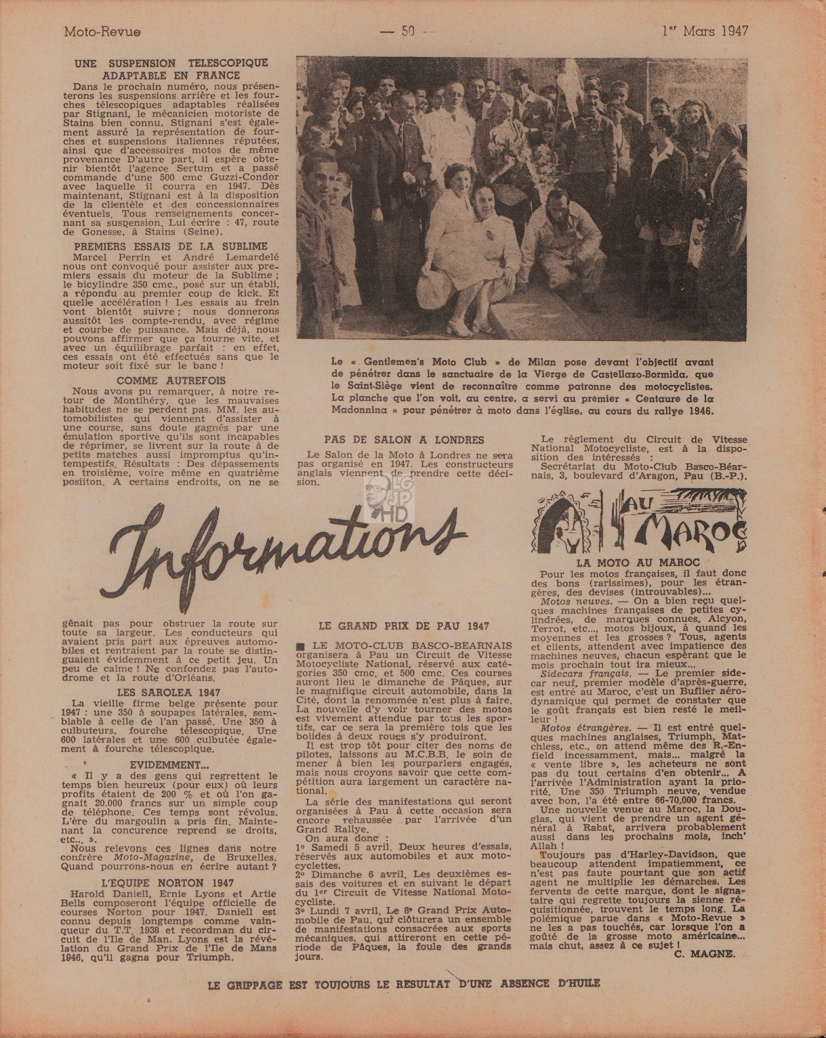 Moto-Revue
— 50 —
1er Mars 1947
UNE SUSPENSION TELESCOPIQUE
ADAPTABLE EN FRANCE
Dans le prochain numéro, nous présen-
terons les suspensions arrière et les four-
ches télescopiques adaptables réalisées
par Stignani, le mécanicien motoriste de
Stains bien connu. Stignani s'est égale-
ment assuré la représentation de four-
ches et suspensions italiennes réputées,
ainsi que d'accessoires motos de même
provenance D'autre part, il espère obte-
nir bientôt l'agence Sertum et a passé
commande d'une 500 cmc Guzzi-Condor
avec laquelle il courra en 1947. Dès
maintenant, Stignani est à la disposition
de la clientèle et des concessionnaires
éventuels. Tous renseignements concer-
nant sa suspension. Lui écrire : 47, route
de Gonesse, à Stains (Seine).
PREMIERS ESSAIS DE LA SUBLIME
Marcel Perrin et André Lemardelé
nous ont convoqué pour assister aux pre-
miers essais du moteur de la Sublime ;
le bicylindre 350 cmc., posé sur un établi,
a répondu au premier coup de kick. Et
quelle accélération ! Les essais au frein
vont bientôt suivre ; nous donnerons
aussitôt les compte-rendu, avec régime
et courbe de puissance. Mais déjà, nous
pouvons affirmer que ça tourne vite, et
avec un équilibrage parfait : en effet,
ces essais ont été effectués sans que le
moteur soit fixé sur le banc !
COMME AUTREFOIS
Nous avons pu remarquer, à notre re-
tour de Montlhéry, que les mauvaises
habitudes ne se perdent pas. MM. les au-
tomobilistes qui viennent d'assister à
une course, sans doute gagnés par une
émulation sportive qu'ils sont incapables
de réprimer, se livrent sur la route à de
petits matches aussi impromptus qu'in-
tempestifs. Résultats : Des dépassements
en troisième, voire même en quatrième
posiiton. A certains endroits, on ne se
Le « Gentlemen's Moto Club » de Milan pose devant l'objectif avant
de pénétrer dans le sanctuaire de la Vierge de Castellazo-Bormida, que
le Saint-Siège vient de reconnaître comme patronne des motocyclistes.
La planche que l'on voit, au centre, a servi au premier « Centaure de la
Madonnina » pour pénétrer à moto dans l'église, au cours du rallye 1946.
PAS DE SALON A LONDRES
Le Salon de la Moto à Londres ne sera
pas organisé en 1947. Les constructeurs
anglais viennent de prendre cette déci-
sion.
Le règlement du Circuit de Vitesse
National Motocycliste, est à la dispo-
sition des intéressés :
Secrétariat du Moto-Club Basco-Béar-
nais, 3, boulevard d'Aragon, Pau (B.-P.).
HD
Informations
AU
MAROC
gênait pas pour obstruer la route sur
toute sa largeur. Les conducteurs qui
avaient pris part aux épreuves automo-
biles et rentraient par la route se distin-
guaient évidemment à ce petit jeu. Un
peu de calme ! Ne confondez pas l'auto-
drome et la route d'Orléans.
LES SAROLEA 1947
La vieille firme belge présente pour
1947 : une 350 à soupapes latérales, sem-
blable à celle de l'an passé. Une 350 à
culbuteurs, fourche télescopique. Une
600 latérales et une 600 culbutée égale-
ment à fourche télescopique.
EVIDEMMENT...
« Il y a des gens qui regrettent le
temps bien heureux (pour eux) où leurs
profits étaient de 200 % et où l'on ga-
gnait 20.000 francs sur un simple coup
de téléphone. Ces temps sont révolus.
L'ère du margoulin a pris fin. Mainte-
nant la concurence reprend se droits,
etc... ».
Nous relevons ces lignes dans notre
confrère Moto-Magazine, de Bruxelles.
Quand pourrons-nous en écrire autant ?
L'EQUIPE NORTON 1947
Harold Daniell, Ernie Lyons et Artie
Bells composeront l'équipe officielle de
courses Norton pour 1947. Daniell est
connu depuis longtemps comme vain-
queur du T.T. 1938 et recordman du cir-
cuit de l'Ile de Man. Lyons est la révé-
lation du Grand Prix de l'Ile de Mans
1946, qu'il gagna pour Triumph.
LE GRAND PRIX DE PAU 1947
LE MOTO-CLUB BASCO-BEARNAIS
organisera à Pau un Circuit de Vitesse
Motocycliste National, réservé aux caté-
gories 350 cmc. et 500 cmc. Ces courses
auront lieu le dimanche de Pâques, sur
le magnifique circuit automobile, dans la
Cité, dont la renommée n'est plus à faire.
La nouvelle d'y voir tourner des motos
est vivement attendue par tous les spor-
tifs, car ce sera la première fois que les
bolides à deux roues s'y produiront.
Il est trop tôt pour citer des noms de
pilotes, laissons au M.C.B.B. le soin de
mener à bien les pourparlers engagés,
mais nous croyons savoir que cette com-
pétition aura largement un caractère na-
tional.
La série des manifestations qui seront
organisées à Pau à cette occasion sera
encore rehaussée par l'arrivée d'un
Grand Rallye.
On aura donc :
1° Samedi 5 avril. Deux heures d'essais,
réservés aux automobiles et aux moto-
cyclettes.
2° Dimanche 6 avril. Les deuxièmes es-
sais des voitures et en suivant le départ
du 1er Circuit de Vitesse National Moto-
cycliste.
3° Lundi 7 avril. Le 8e Grand Prix Auto-
mobile de Pau, qui clôturera un ensemble
de manifestations consacrées aux sports
mécaniques, qui attireront en cette pé-
riode de Pâques, la foule des grands
jours.
LA MOTO AU MAROC
Pour les motos françaises, il faut donc
des bons (rarissimes), pour les étran-
gères, des devises (introuvables)...
Motos neuves. — On a bien reçu quel-
ques machines françaises de petites cy-
lindrées, de marques connues, Alcyon,
Terrot, etc..., motos bijoux, à quand les
moyennes et les grosses ? Tous, agents
et clients, attendent avec impatience des
machines neuves, chacun espérant que le
mois prochain tout ira mieux...
Sidecars français. — Le premier side-
car neuf, premier modèle d'après-guerre,
est entré au Maroc, c'est un Buflier aéro-
dynamique qui permet de constater que
le goût français est bien resté le meil-
leur !
Motos étrangères. — Il est entré quel-
ques machines anglaises, Triumph, Mat-
chless, etc., on attend même des R.-En-
field incessamment, mais... malgré la
« vente libre », les acheteurs ne sont
pas du tout certains d'en obtenir... A
l'arrivée l'Administration ayant la prio-
rité. Une 350 Triumph neuve, vendue
avec bon, l'a été entre 66-70,000 francs.
Une nouvelle venue au Maroc, la Dou-
glas, qui vient de prendre un agent gé-
néral à Rabat, arrivera probablement
aussi dans les prochains mois, inch'
Allah !
Toujours pas d'Harley-Davidson, que
beaucoup attendent impatiemment, ce
n'est pas faute pourtant que son actif
agent ne multiplie les démarches. Les
fervents de cette marque, dont le signa-
taire qui regrette toujours la sienne ré-
quisitionnée, trouvent le temps long. La
polémique parue dans « Moto-Revue »
ne les a pas touchés, car lorsque l'on a
goûté de la grosse moto américaine...
mais chut, assez à ce sujet !
C. MAGNE.
LE GRIPPAGE EST TOUJOURS LE RESULTAT D'UNE ABSENCE D'HUILE